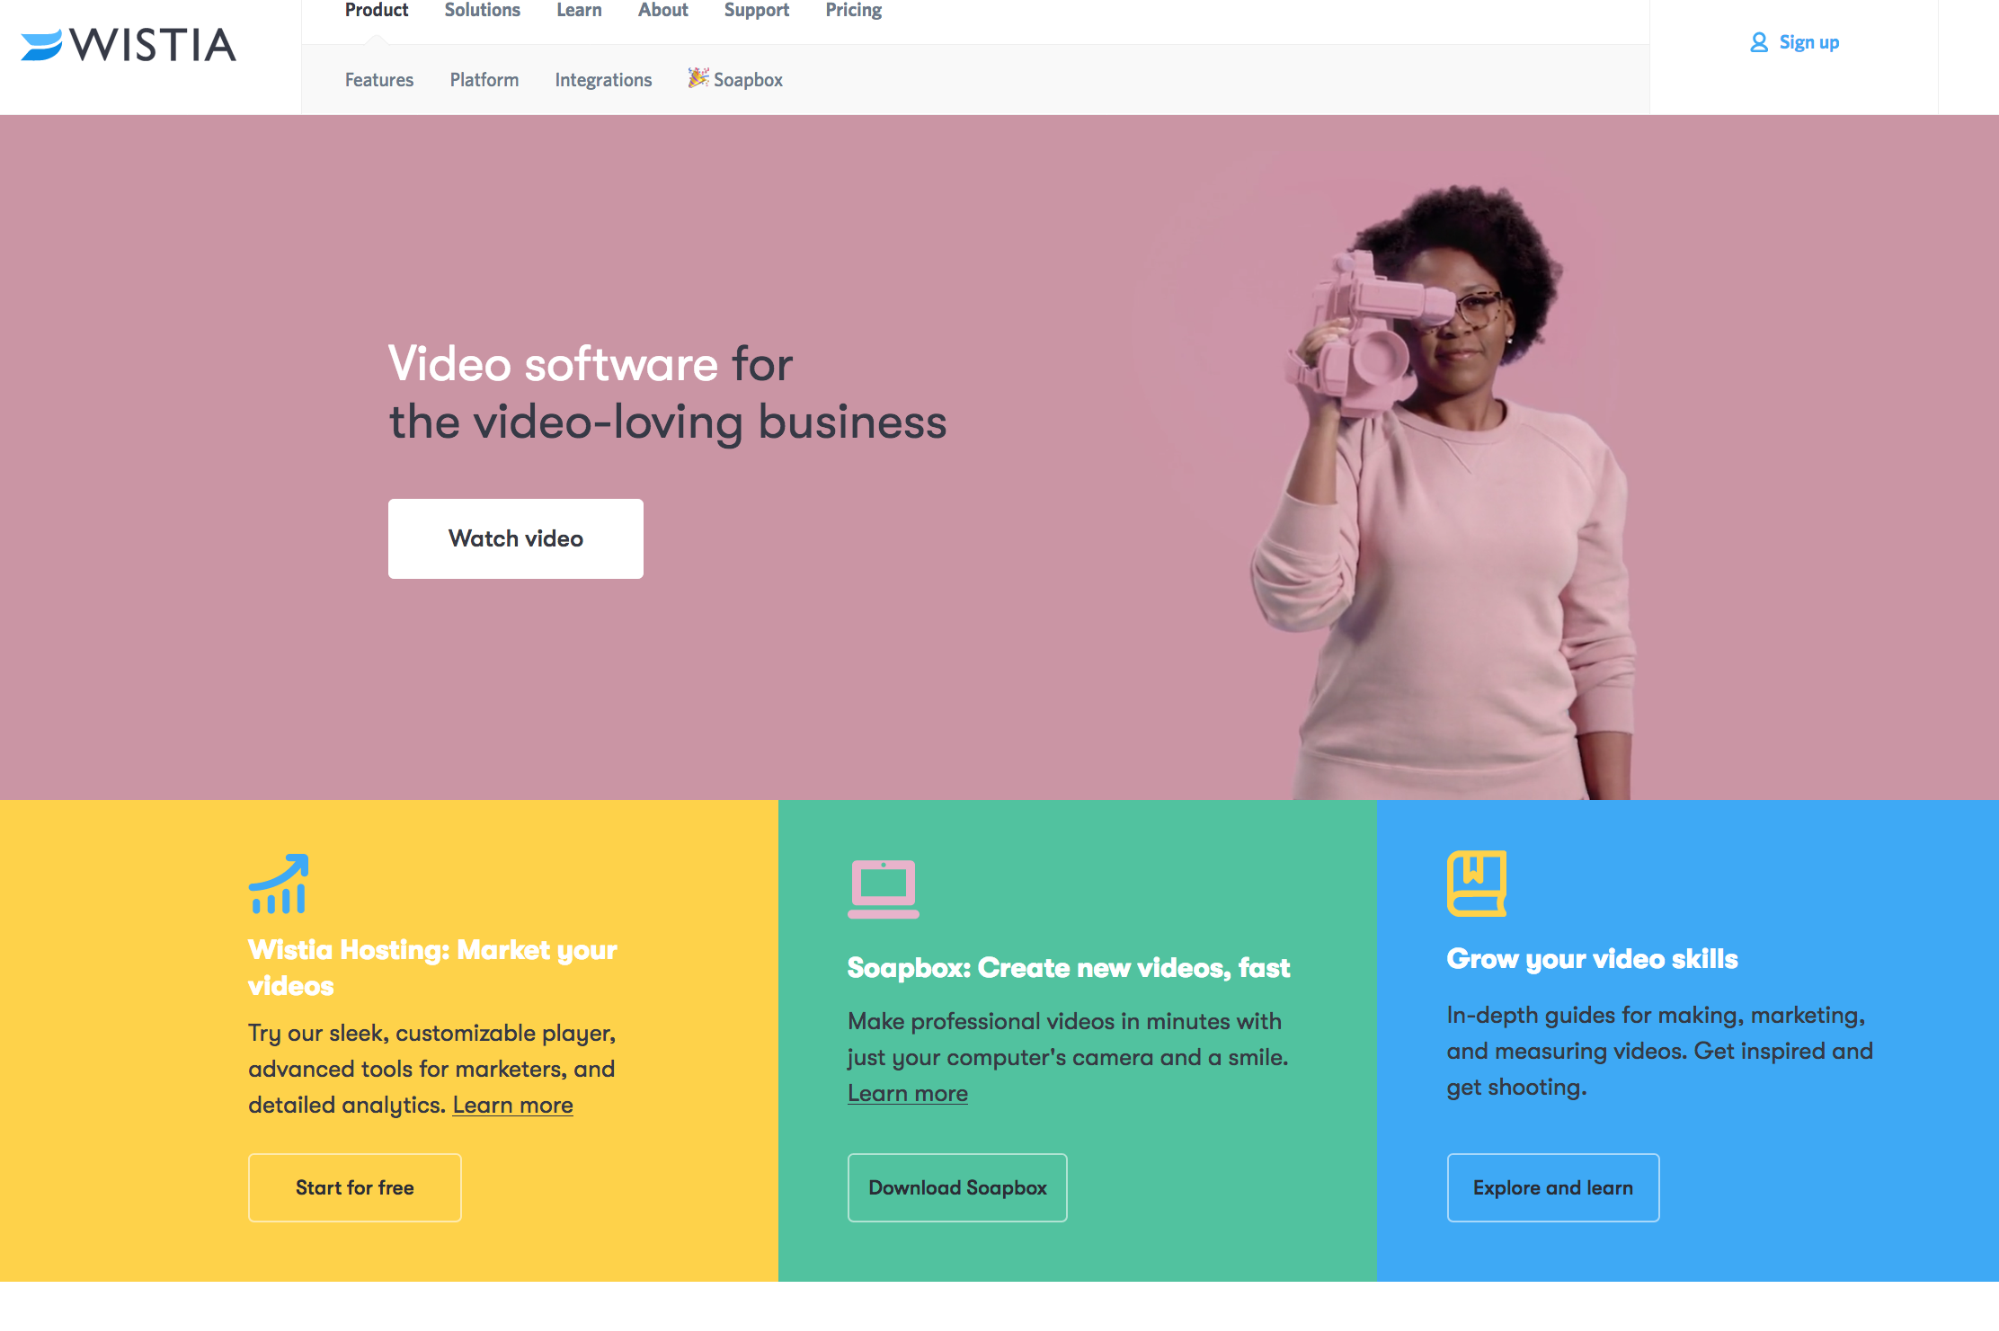 WISTIA
Product Solutions Learn About Support Pricing
Sign up
Features Platform Integrations Soapbox
Video software for
the video-loving business
Watch video
Wistia Hosting: Market your
videos
Try our sleek, customizable player,
advanced tools for marketers, and
detailed analytics. Learn more
Start for free
Soapbox: Create new videos, fast
Make professional videos in minutes with
just your computer's camera and a smile.
Learn more
Download Soapbox
Grow your video skills
In-depth guides for making, marketing,
and measuring videos. Get inspired and
get shooting.
Explore and learn